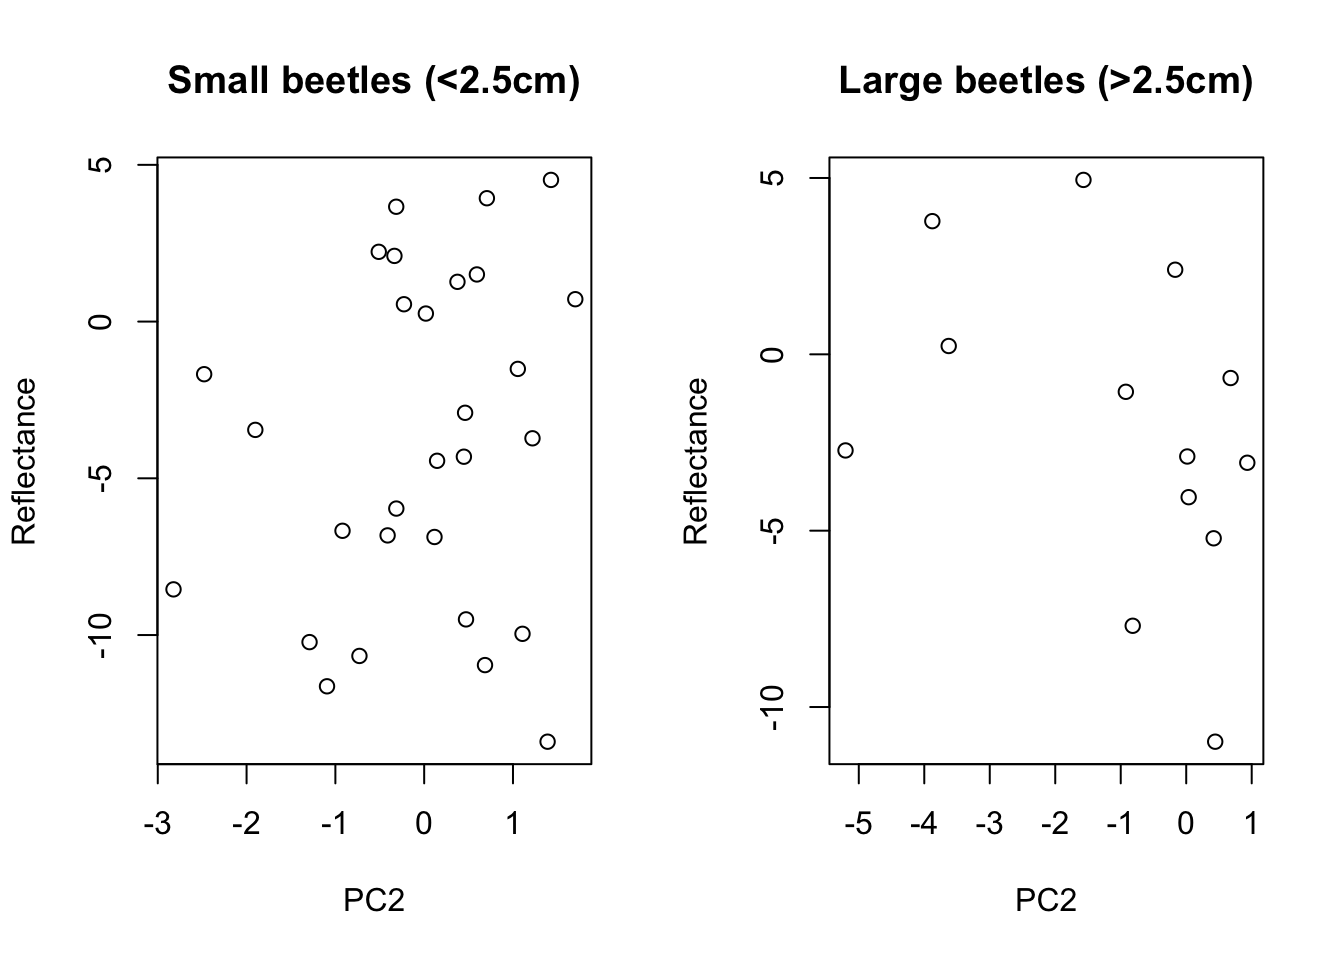 Small beetles (<2.5cm)
5
0
-5
-10
Reflectance
-3 -2 -1 0 1
PC2
Large beetles (>2.5cm)
5
0
-5
-10
Reflectance
-5 -4 -3 -2 -1 0 1
PC2